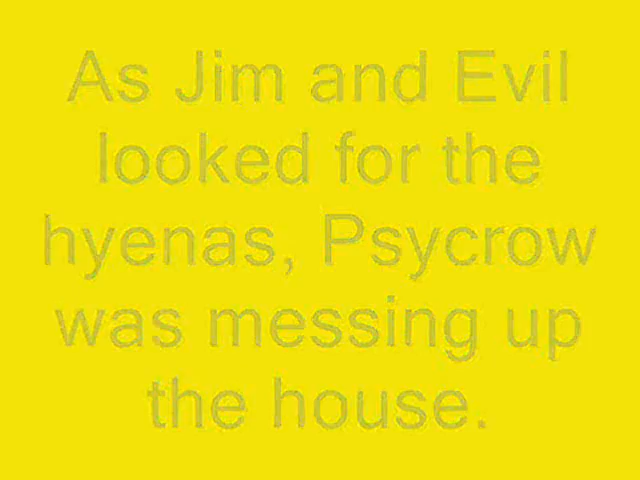 As Jim and Evil
looked for the
hyenas, Psycrow
was messing up
the house.